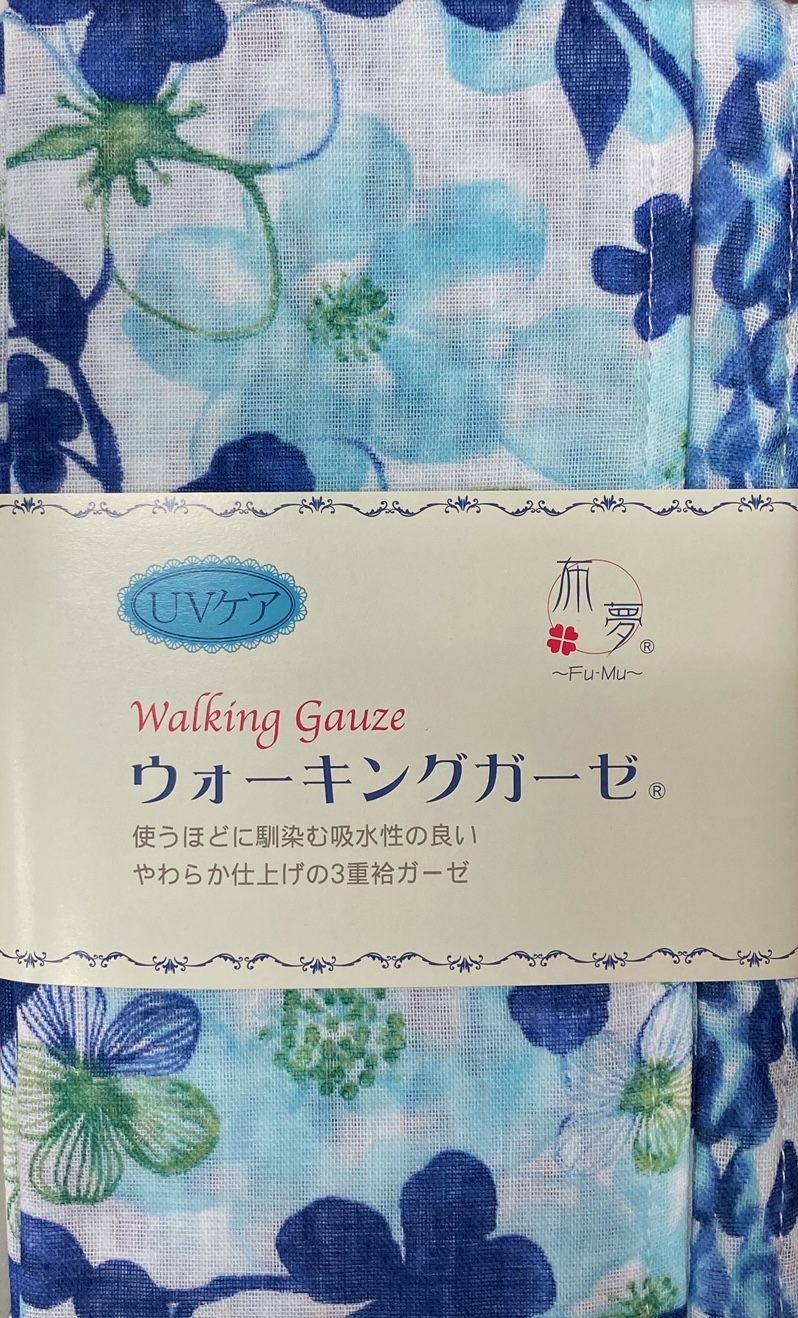 UVケア
布夢®
～Fu-Mu～
Walking Gauze
ウォーキングガーゼ®
使うほどに馴染む吸水性の良い
やわらか仕上げの3重袷ガーゼ